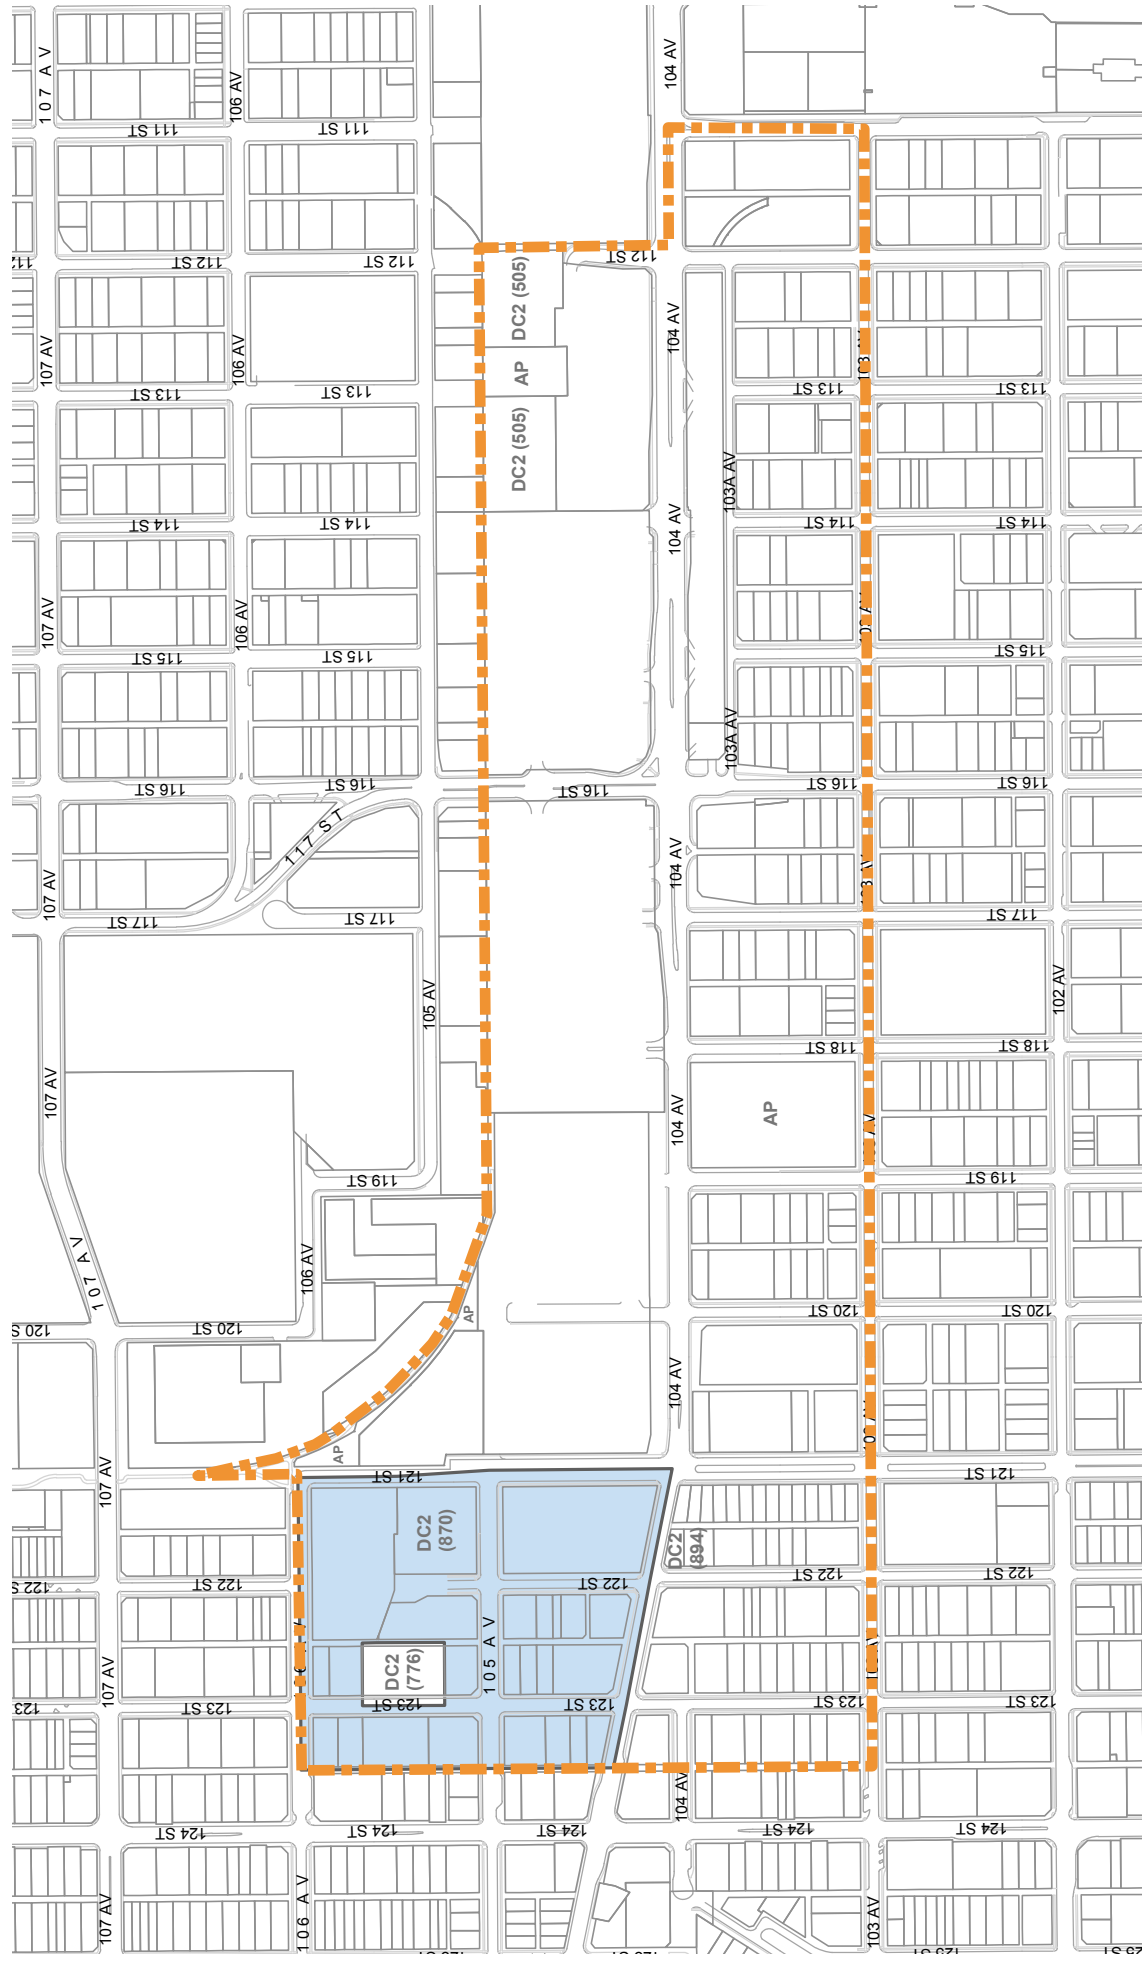 107 AV
106 AV
104 AV
111 ST
111 ST
112 ST
112 ST
112 ST
112
DC2 (505)
107 AV
106 AV
104 AV
AP
113 ST
113 ST
113 ST
113 ST
DC2 (505)
103A AV
114 ST
114 ST
114 ST
114 ST
104 AV
107 AV
106 AV
115 ST
115 ST
115 ST
103A AV
116 ST
116 ST
116 ST
116 ST
116 ST
117 ST
107 AV
104 AV
117 ST
117 ST
117 ST
105 AV
102 AV
118 ST
118 ST
107 AV
104 AV
AP
119 ST
119 ST
107 AV
106 AV
AP
120 ST
120 ST
120 ST
120 ST
104 AV
AP
107 AV
121 ST
121 ST
DC2
(870)
DC2
(894)
122 ST
122 ST
122 ST
122 ST
122 ST
105 AV
DC2
(776)
107 AV
123
123 ST
123 ST
123 ST
123 ST
123 ST
104 AV
124 ST
124 ST
124 ST
124 ST
124 ST
107 AV
106 AV
103 AV